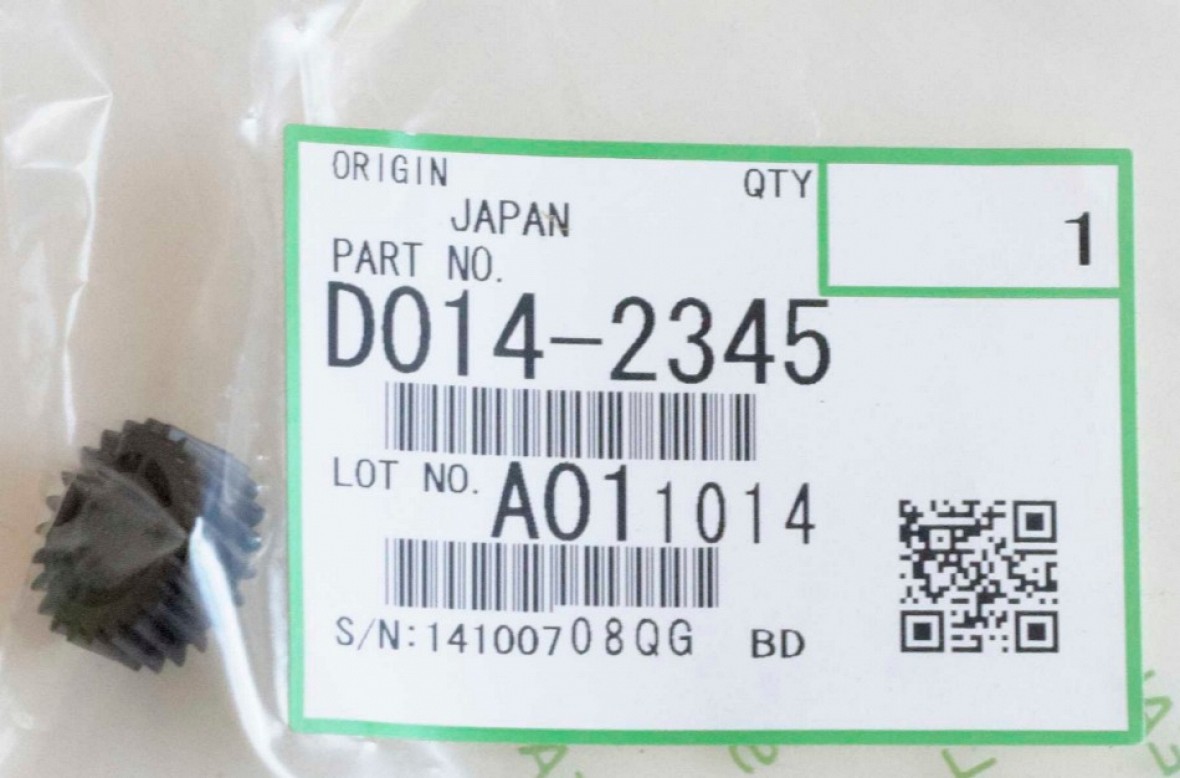 ORIGIN QTY
JAPAN 1
PART NO.
D014-2345
LOT NO. A011014
S/N:14100708QG BD